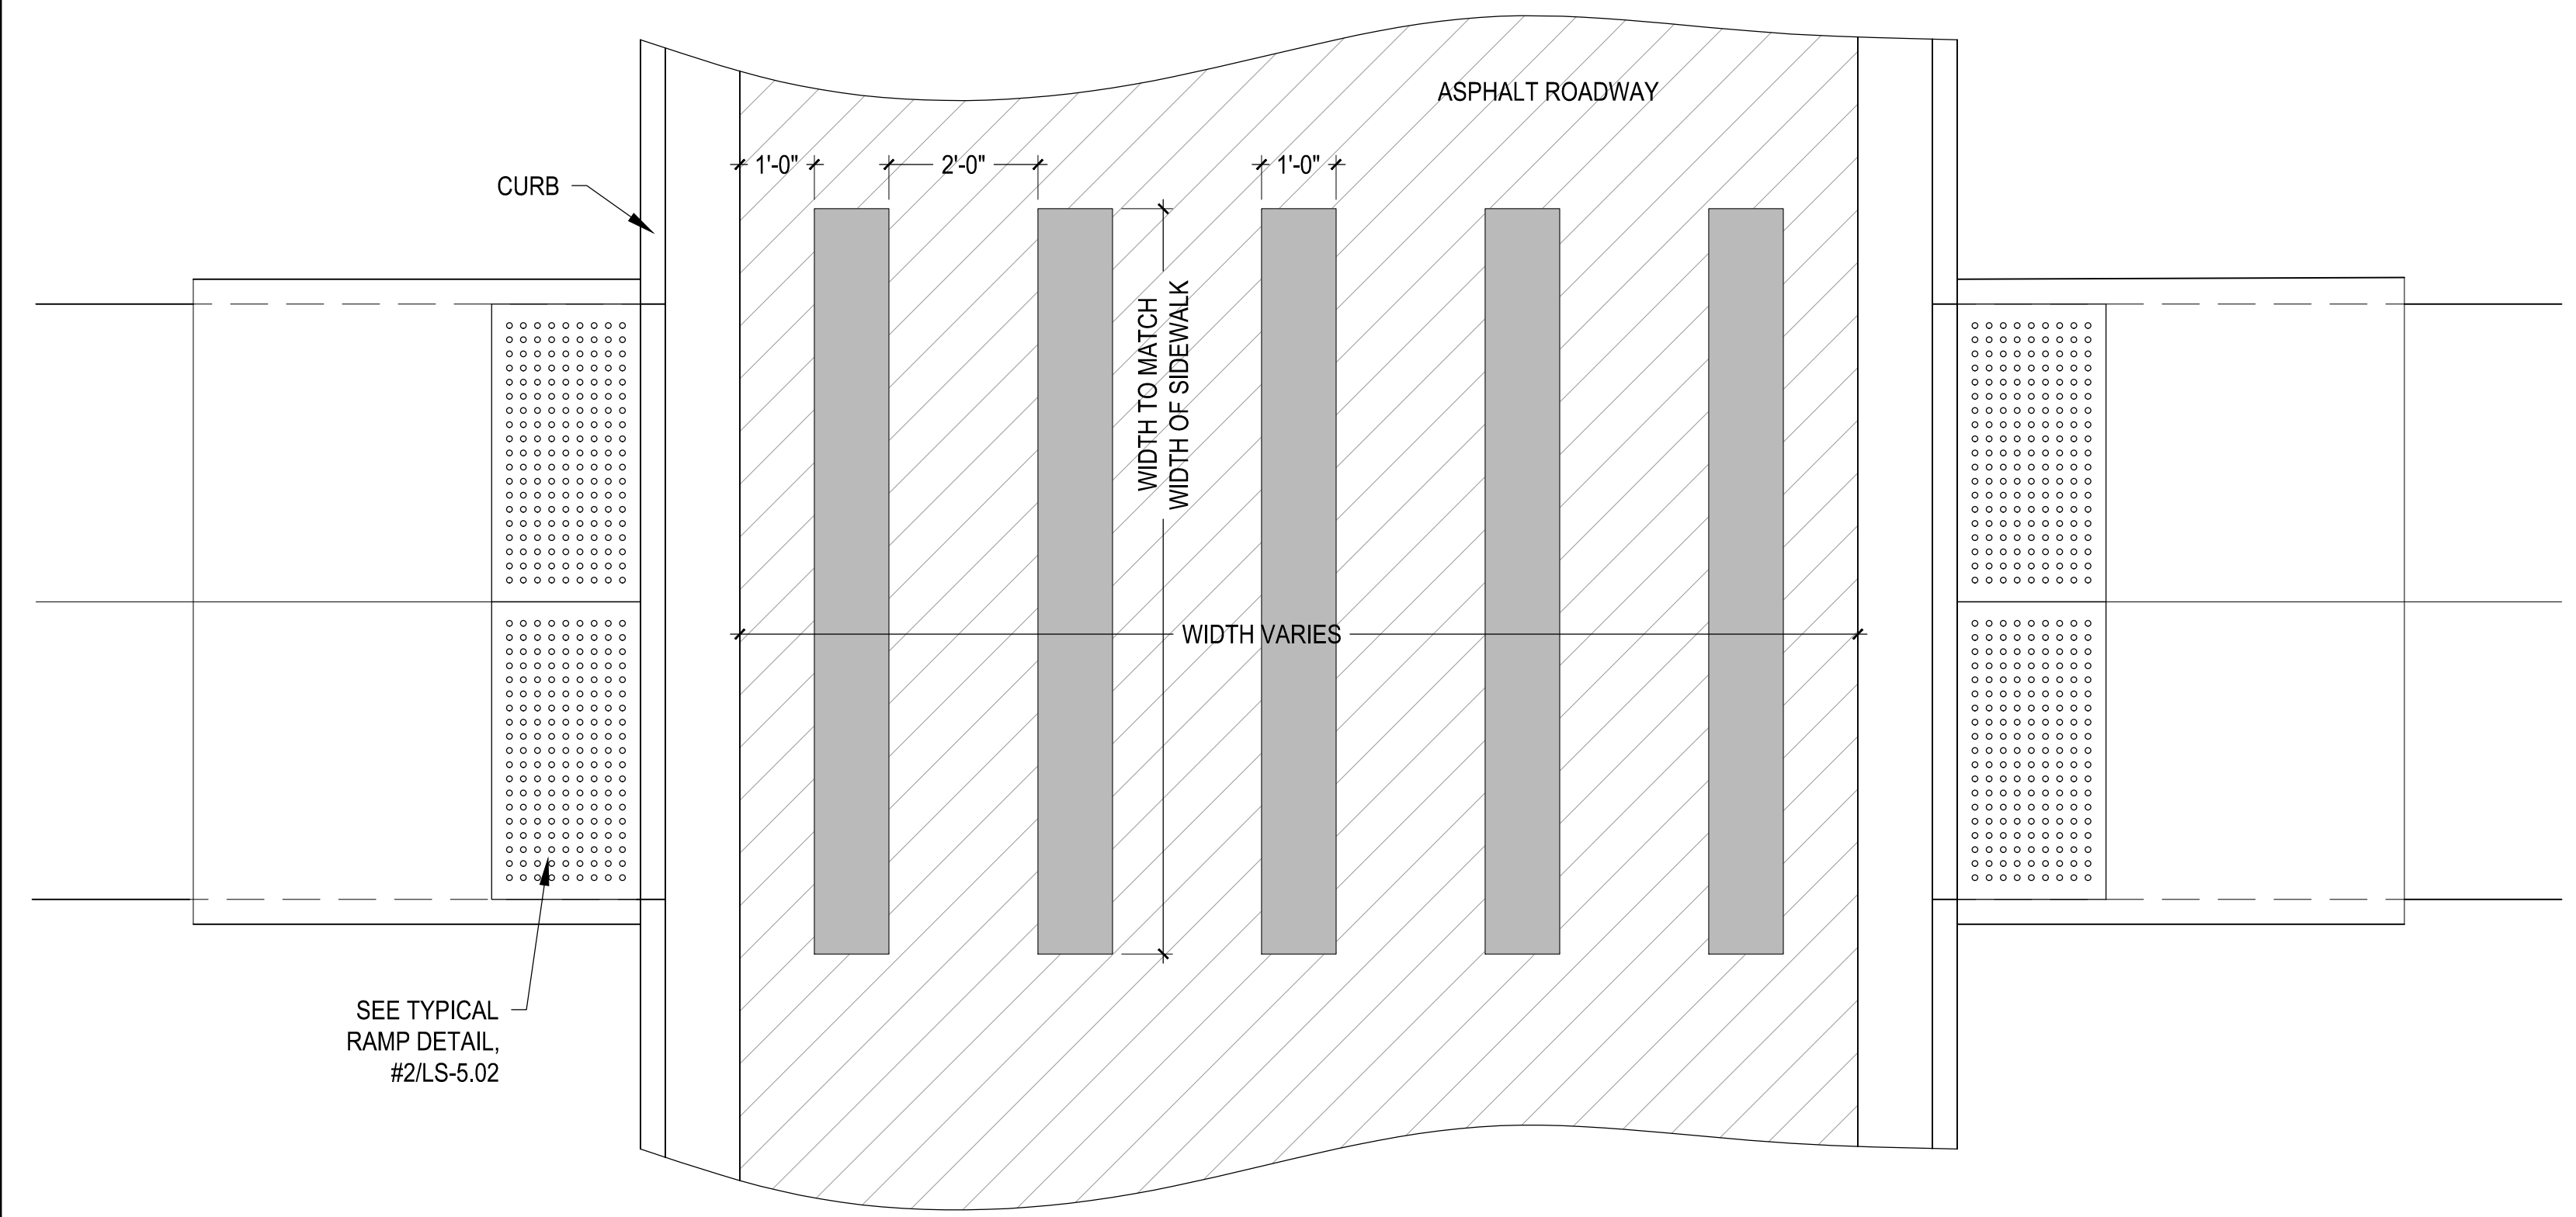 ASPHALT ROADWAY
1'-0"
2'-0"
1'-0"
CURB
WIDTH TO MATCH
WIDTH OF SIDEWALK
WIDTH VARIES
SEE TYPICAL
RAMP DETAIL,
#2/LS-5.02